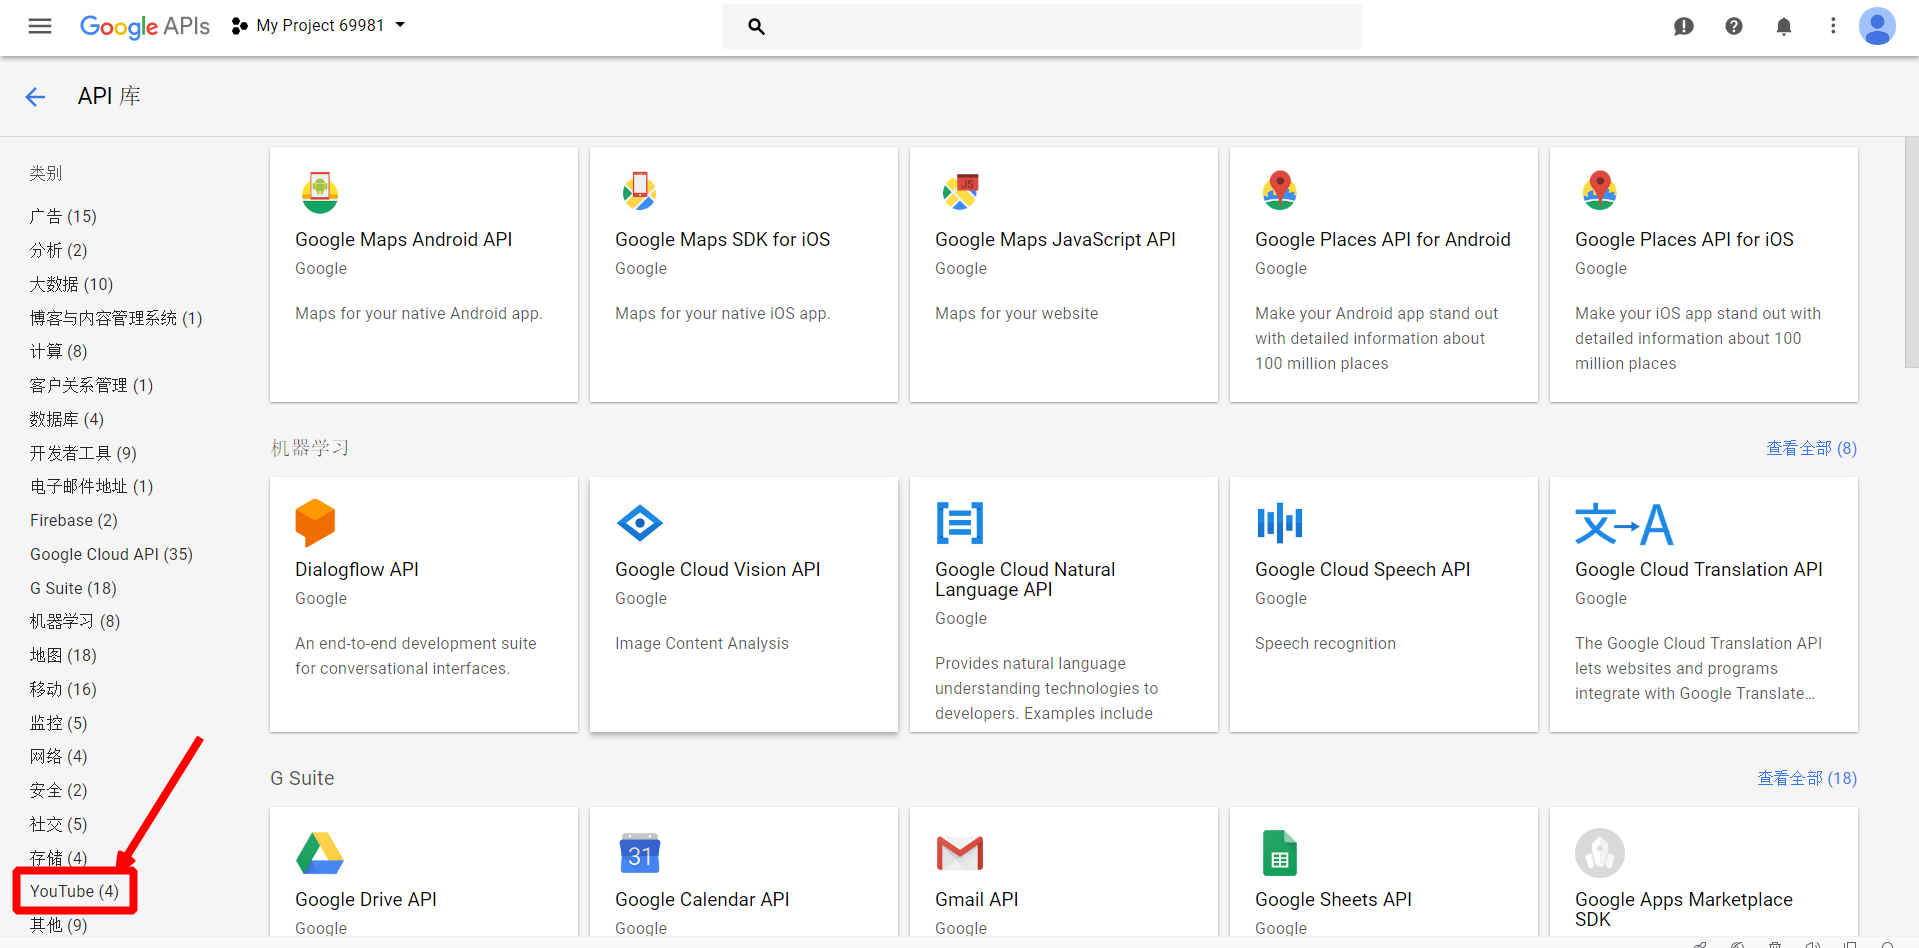 Google APIs
My Project 69981
API 库
类别
广告 (15)
分析 (2)
大数据 (10)
博客与内容管理系统 (1)
计算 (8)
客户关系管理 (1)
数据库 (4)
开发者工具 (9)
电子邮件地址 (1)
Firebase (2)
Google Cloud API (35)
G Suite (18)
机器学习 (8)
地图 (18)
移动 (16)
监控 (5)
网络 (4)
安全 (2)
社交 (5)
存储 (4)
YouTube (4)
其他 (9)
Google Maps Android API
Google
Maps for your native Android app.
Google Maps SDK for iOS
Google
Maps for your native iOS app.
JS
Google Maps JavaScript API
Google
Maps for your website
Google Places API for Android
Google
Make your Android app stand out
with detailed information about
100 million places
Google Places API for iOS
Google
Make your iOS app stand out with
detailed information about 100
million places
机器学习
查看全部 (8)
Dialogflow API
Google
An end-to-end development suite
for conversational interfaces.
Google Cloud Vision API
Google
Image Content Analysis
Google Cloud Natural
Language API
Google
Provides natural language
understanding technologies to
developers. Examples include
Google Cloud Speech API
Google
Speech recognition
文→A
Google Cloud Translation API
Google
The Google Cloud Translation API
lets websites and programs
integrate with Google Translate...
G Suite
查看全部 (18)
Google Drive API
Google
31
Google Calendar API
Google
Gmail API
Google
Google Sheets API
Google
Google Apps Marketplace
SDK